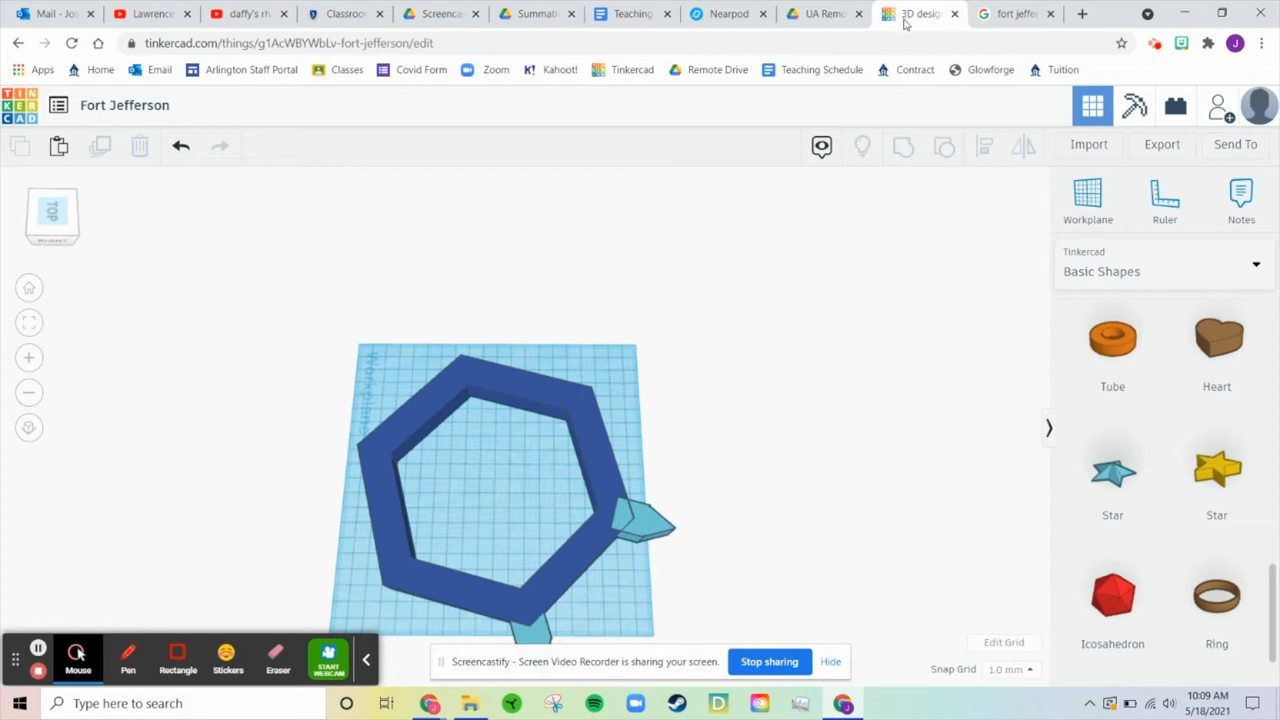 Mail - Jos
Lawrence
daffy's rh
Classroo
Screenca
Summati
Teaching
Nearpod
UA Remo
3D desig
fort jeffe
tinkercad.com/things/g1AcWBYWbLv-fort-jefferson/edit
J
Apps
Home
Email
Arlington Staff Portal
Classes
Covid Form
Zoom
K! Kahoot!
Tinkercad
Remote Drive
Teaching Schedule
Contract
Glowforge
Tuition
TIN
KER
CAD
Fort Jefferson
Import
Export
Send To
TOP
Workplane
Ruler
Notes
Tinkercad
Basic Shapes
Workplane
Tube
Heart
Star
Star
Icosahedron
Ring
Edit Grid
Snap Grid
1.0 mm
Mouse
Pen
Rectangle
Stickers
Eraser
START
WEBCAM
Screencastify - Screen Video Recorder is sharing your screen.
Stop sharing
Hide
Type here to search
D
10:09 AM
5/18/2021